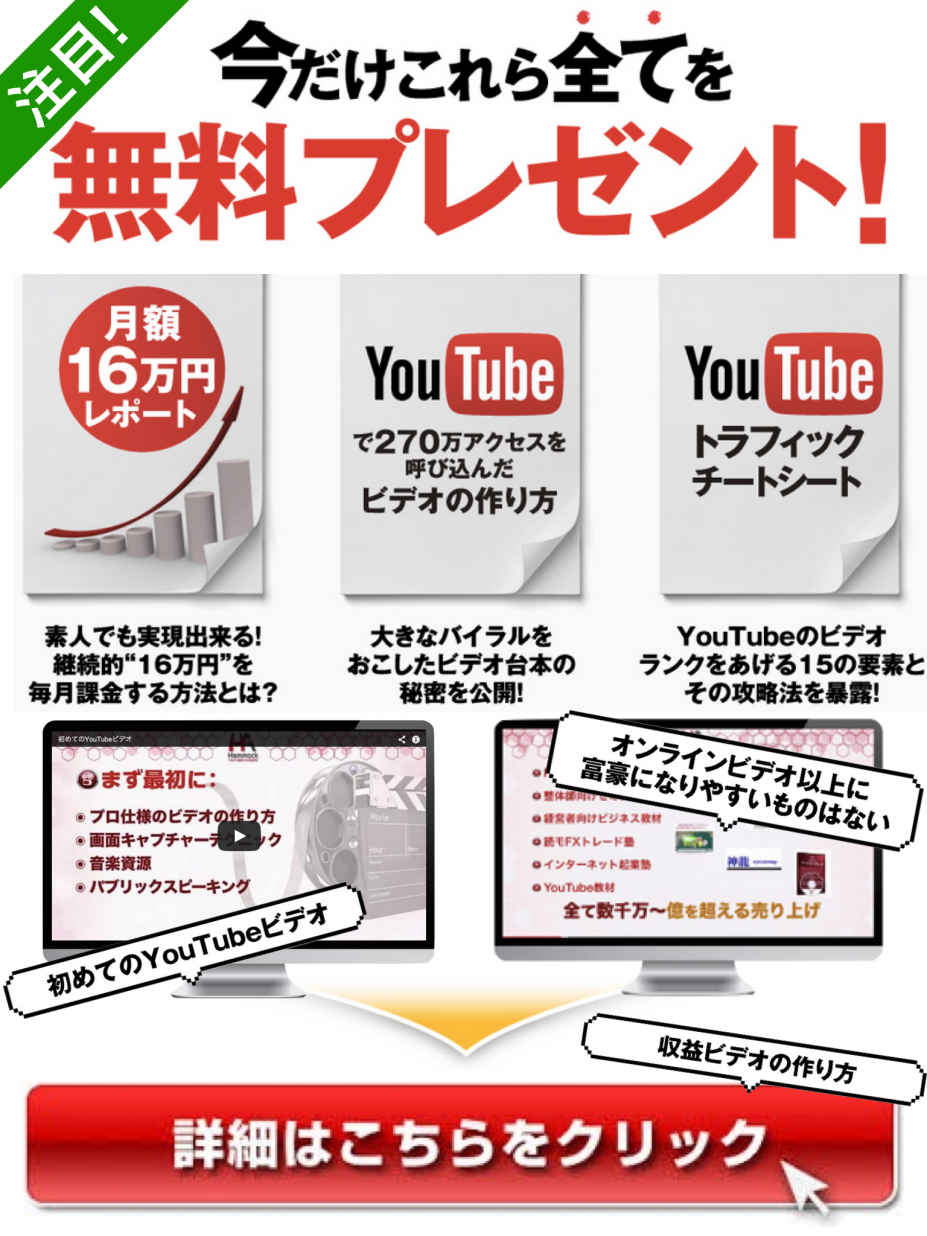 注目!
今だけこれら全てを
無料プレゼント!
月額
16万円
レポート
YouTube
で270万アクセスを
呼び込んだ
ビデオの作り方
YouTube
トラフィック
チートシート
素人でも実現出来る!
継続的“16万円”を
毎月課金する方法とは?
大きなバイラルを
おこしたビデオ台本の
秘密を公開!
YouTubeのビデオ
ランクをあげる15の要素と
その攻略法を暴露!
初めてのYouTubeビデオ
まず最初に:
プロ仕様のビデオの作り方
画面キャプチャーテクニック
音楽資源
パブリックスピーキング
初めてのYouTubeビデオ
オンラインビデオ以上に
富豪になりやすいものはない
整体師向け
経営者向けビジネス教材
読モFXトレード塾
インターネット起業塾
神龍
YouTube教材
全て数千万～億を超える売り上げ
収益ビデオの作り方
詳細はこちらをクリック